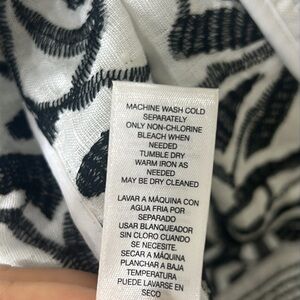 MACHINE WASH COLD
SEPARATELY
ONLY NON-CHLORINE
BLEACH WHEN
NEEDED
TUMBLE DRY
WARM IRON AS
NEEDED
MAY BE DRY CLEANED
LAVAR A MÁQUINA CON
AGUA FRIA POR
SEPARADO
USAR BLANQUEADOR
SIN CLORO CUANDO
SE NECESITE.
SECAR A MÁQUINA
PLANCHAR A BAJA
TEMPERATURA
PUEDE LAVARSE EN
SECO